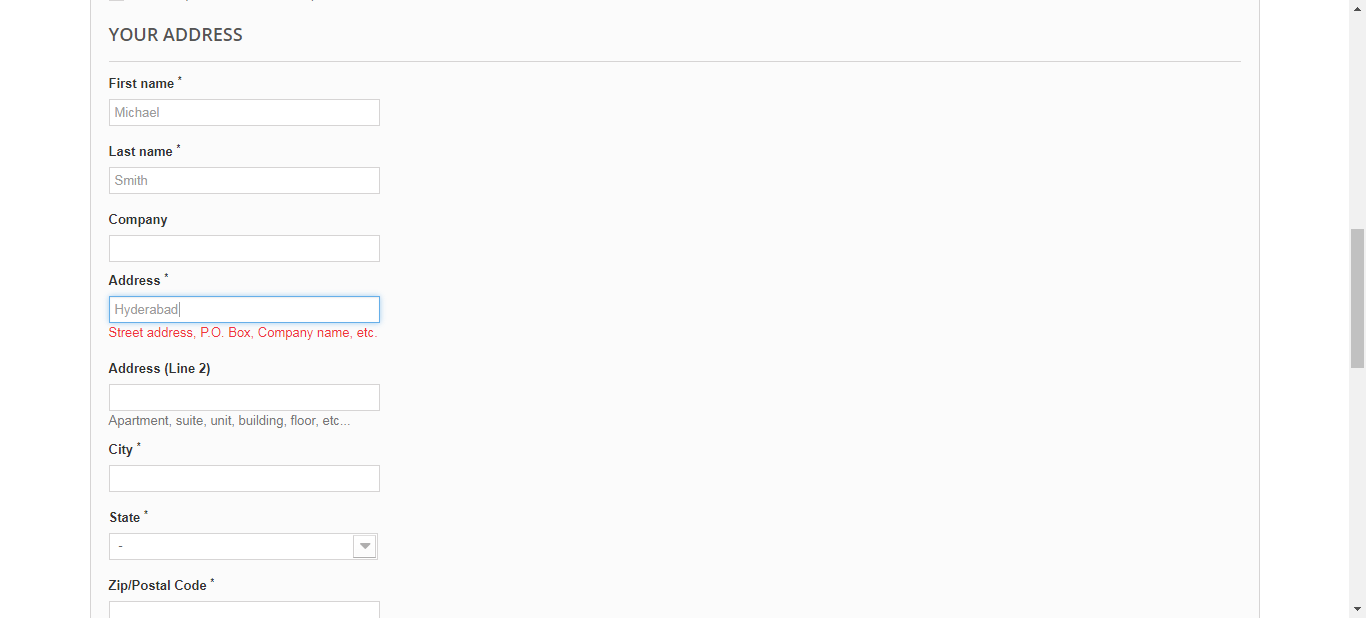 YOUR ADDRESS
First name *
Michael
Last name *
Smith
Company
Address *
Hyderabad
Street address, P.O. Box, Company name, etc.
Address (Line 2)
Apartment, suite, unit, building, floor, etc...
City *
State *
-
Zip/Postal Code *